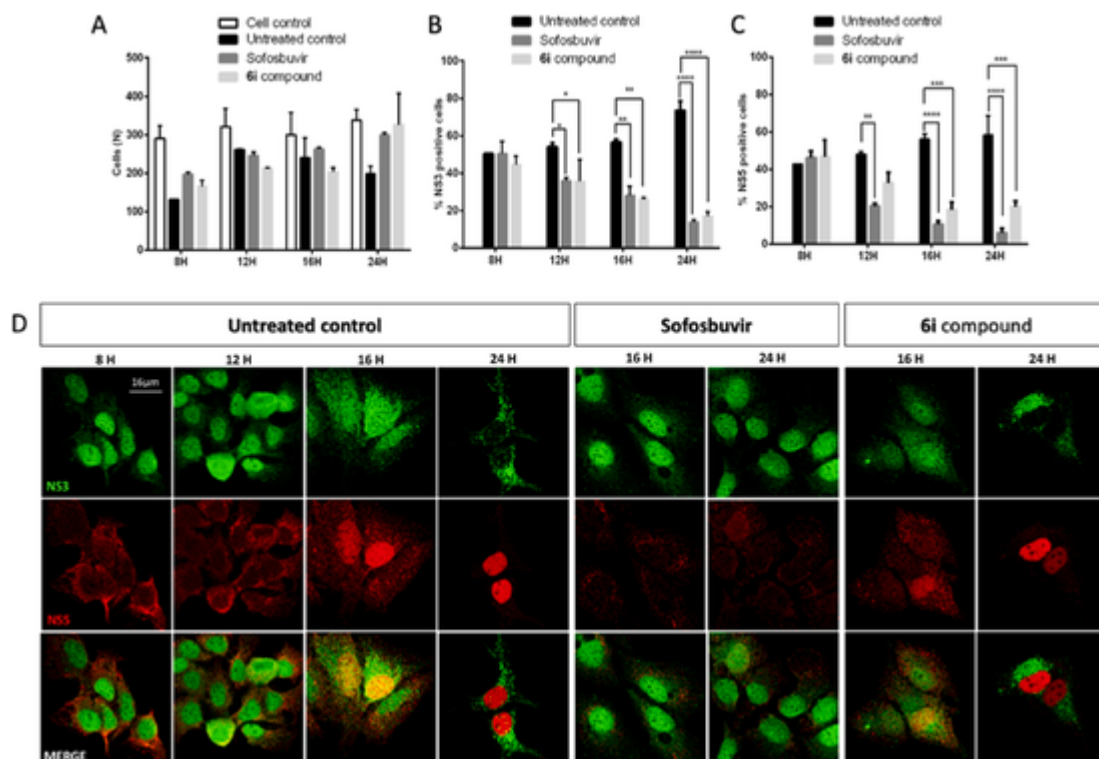 A
Cell control
Untreated control
Sofosbuvir
6i compound
Cells (N)
500
400
300
200
100
0
8H 12H 16H 24H
B
Untreated control
Sofosbuvir
6i compound
% NS3 positive cells
100
80
60
40
20
0
* *
** **
**** ****
8H 12H 16H 24H
C
Untreated control
Sofosbuvir
6i compound
% NS5 positive cells
100
80
60
40
20
0
**
**** ***
**** ***
8H 12H 16H 24H
D
Untreated control Sofosbuvir 6i compound
8 H 12 H 16 H 24 H 16 H 24 H 16 H 24 H
16µm
NS3
NS5
MERGE